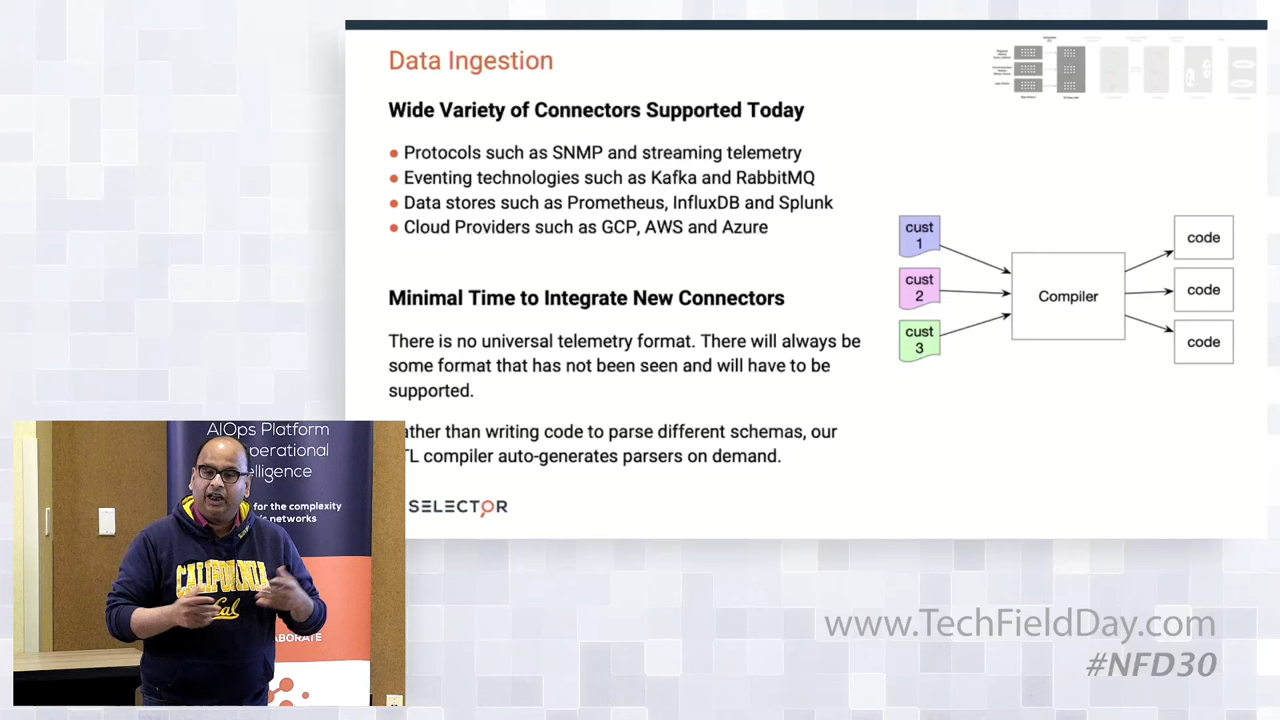 Data Ingestion
Wide Variety of Connectors Supported Today
Protocols such as SNMP and streaming telemetry
Eventing technologies such as Kafka and RabbitMQ
Data stores such as Prometheus, InfluxDB and Splunk
Cloud Providers such as GCP, AWS and Azure
Minimal Time to Integrate New Connectors
There is no universal telemetry format. There will always be
some format that has not been seen and will have to be
supported.
ather than writing code to parse different schemas, our
TL compiler auto-generates parsers on demand.
SELECTOR
cust
1
cust
2
cust
3
Compiler
code
code
code
AIOps Platform
perational
elligence
for the complexity
networks
CALIFORNIA
Cal
ABORATE
www.TechFieldDay.com
#NFD30